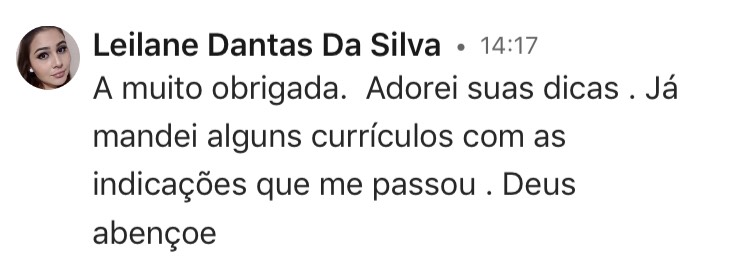 Leilane Dantas Da Silva • 14:17
A muito obrigada.  Adorei suas dicas . Já
mandei alguns currículos com as
indicações que me passou . Deus
abençoe